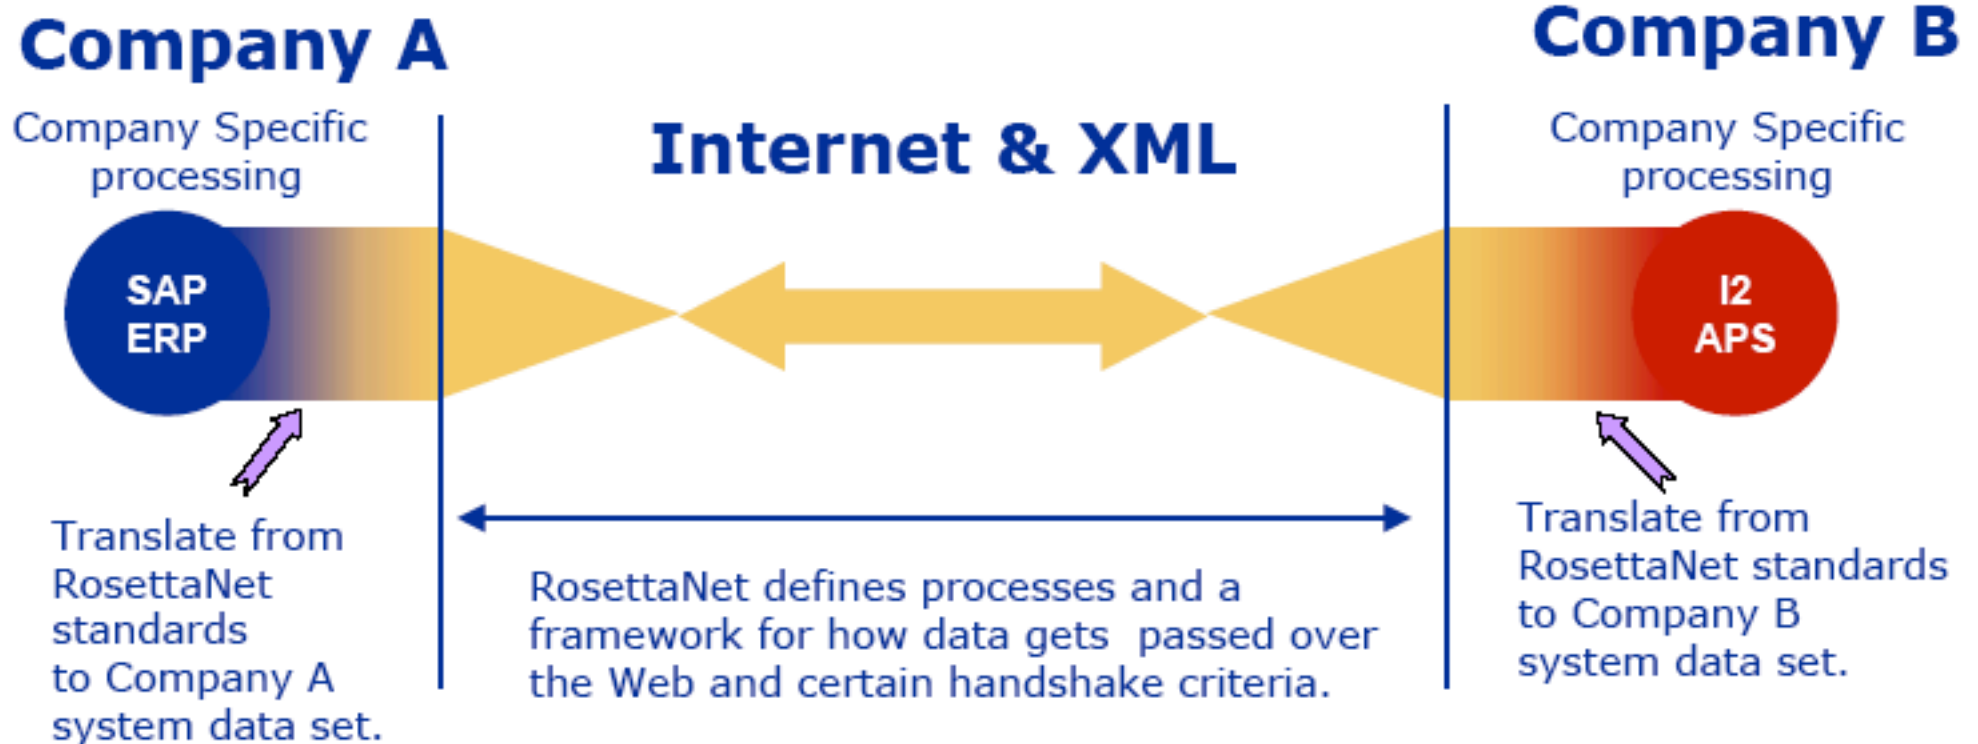 Company A
Company Specific
processing
SAP
ERP
Translate from
RosettaNet
standards
to Company A
system data set.
Internet & XML
RosettaNet defines processes and a
framework for how data gets  passed over
the Web and certain handshake criteria.
Company B
Company Specific
processing
I2
APS
Translate from
RosettaNet standards
to Company B
system data set.